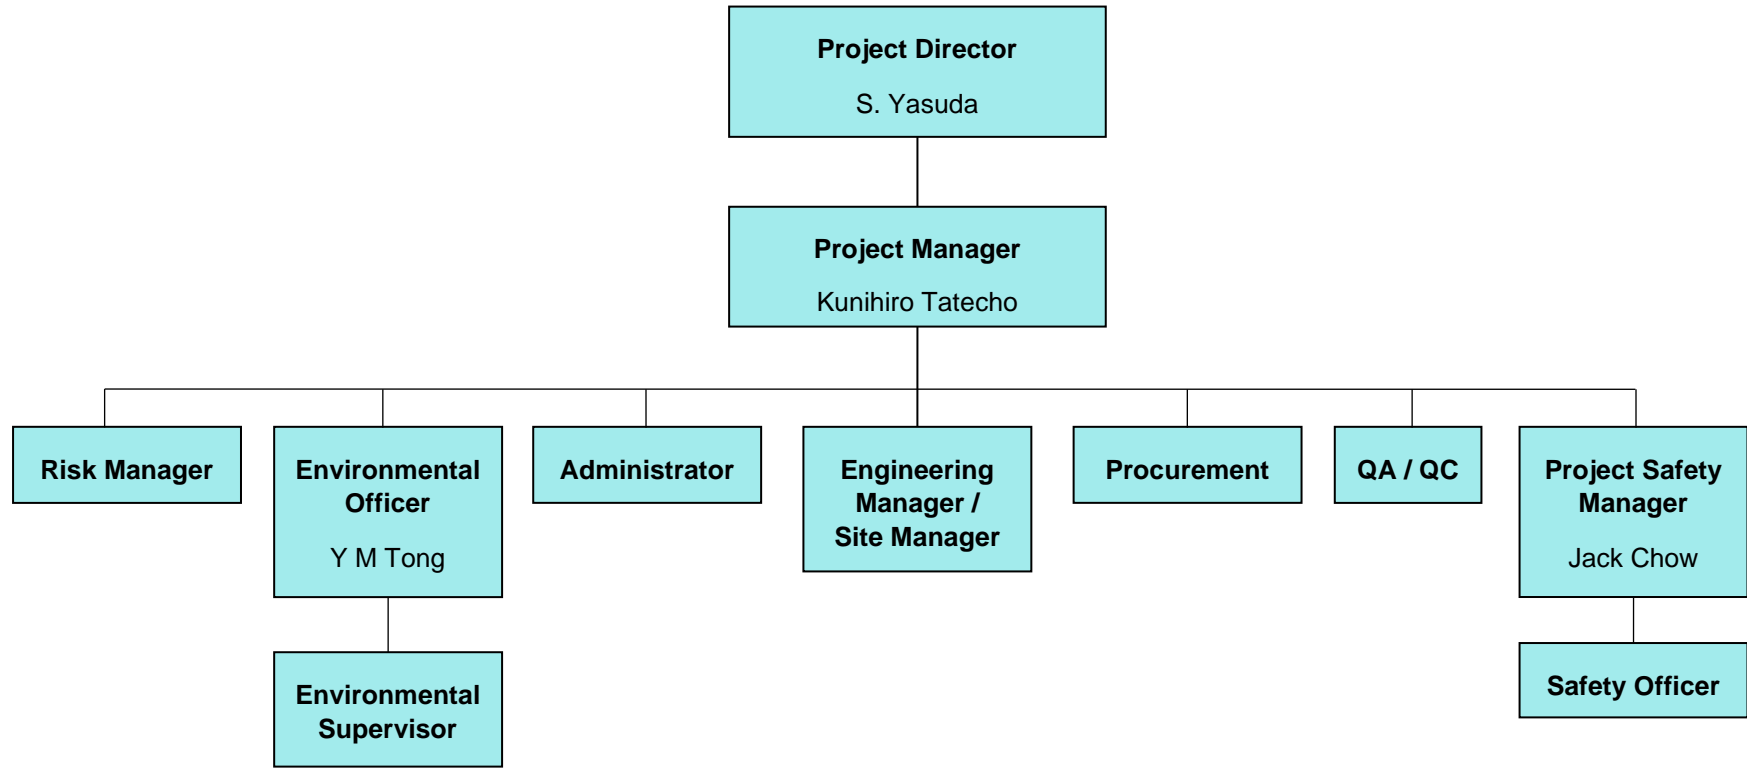 Project Director
S. Yasuda
Project Manager
Kunihiro Tatecho
Risk Manager
Environmental
Officer
Y M Tong
Administrator
Engineering
Manager /
Site Manager
Procurement
QA / QC
Project Safety
Manager
Jack Chow
Environmental
Supervisor
Safety Officer